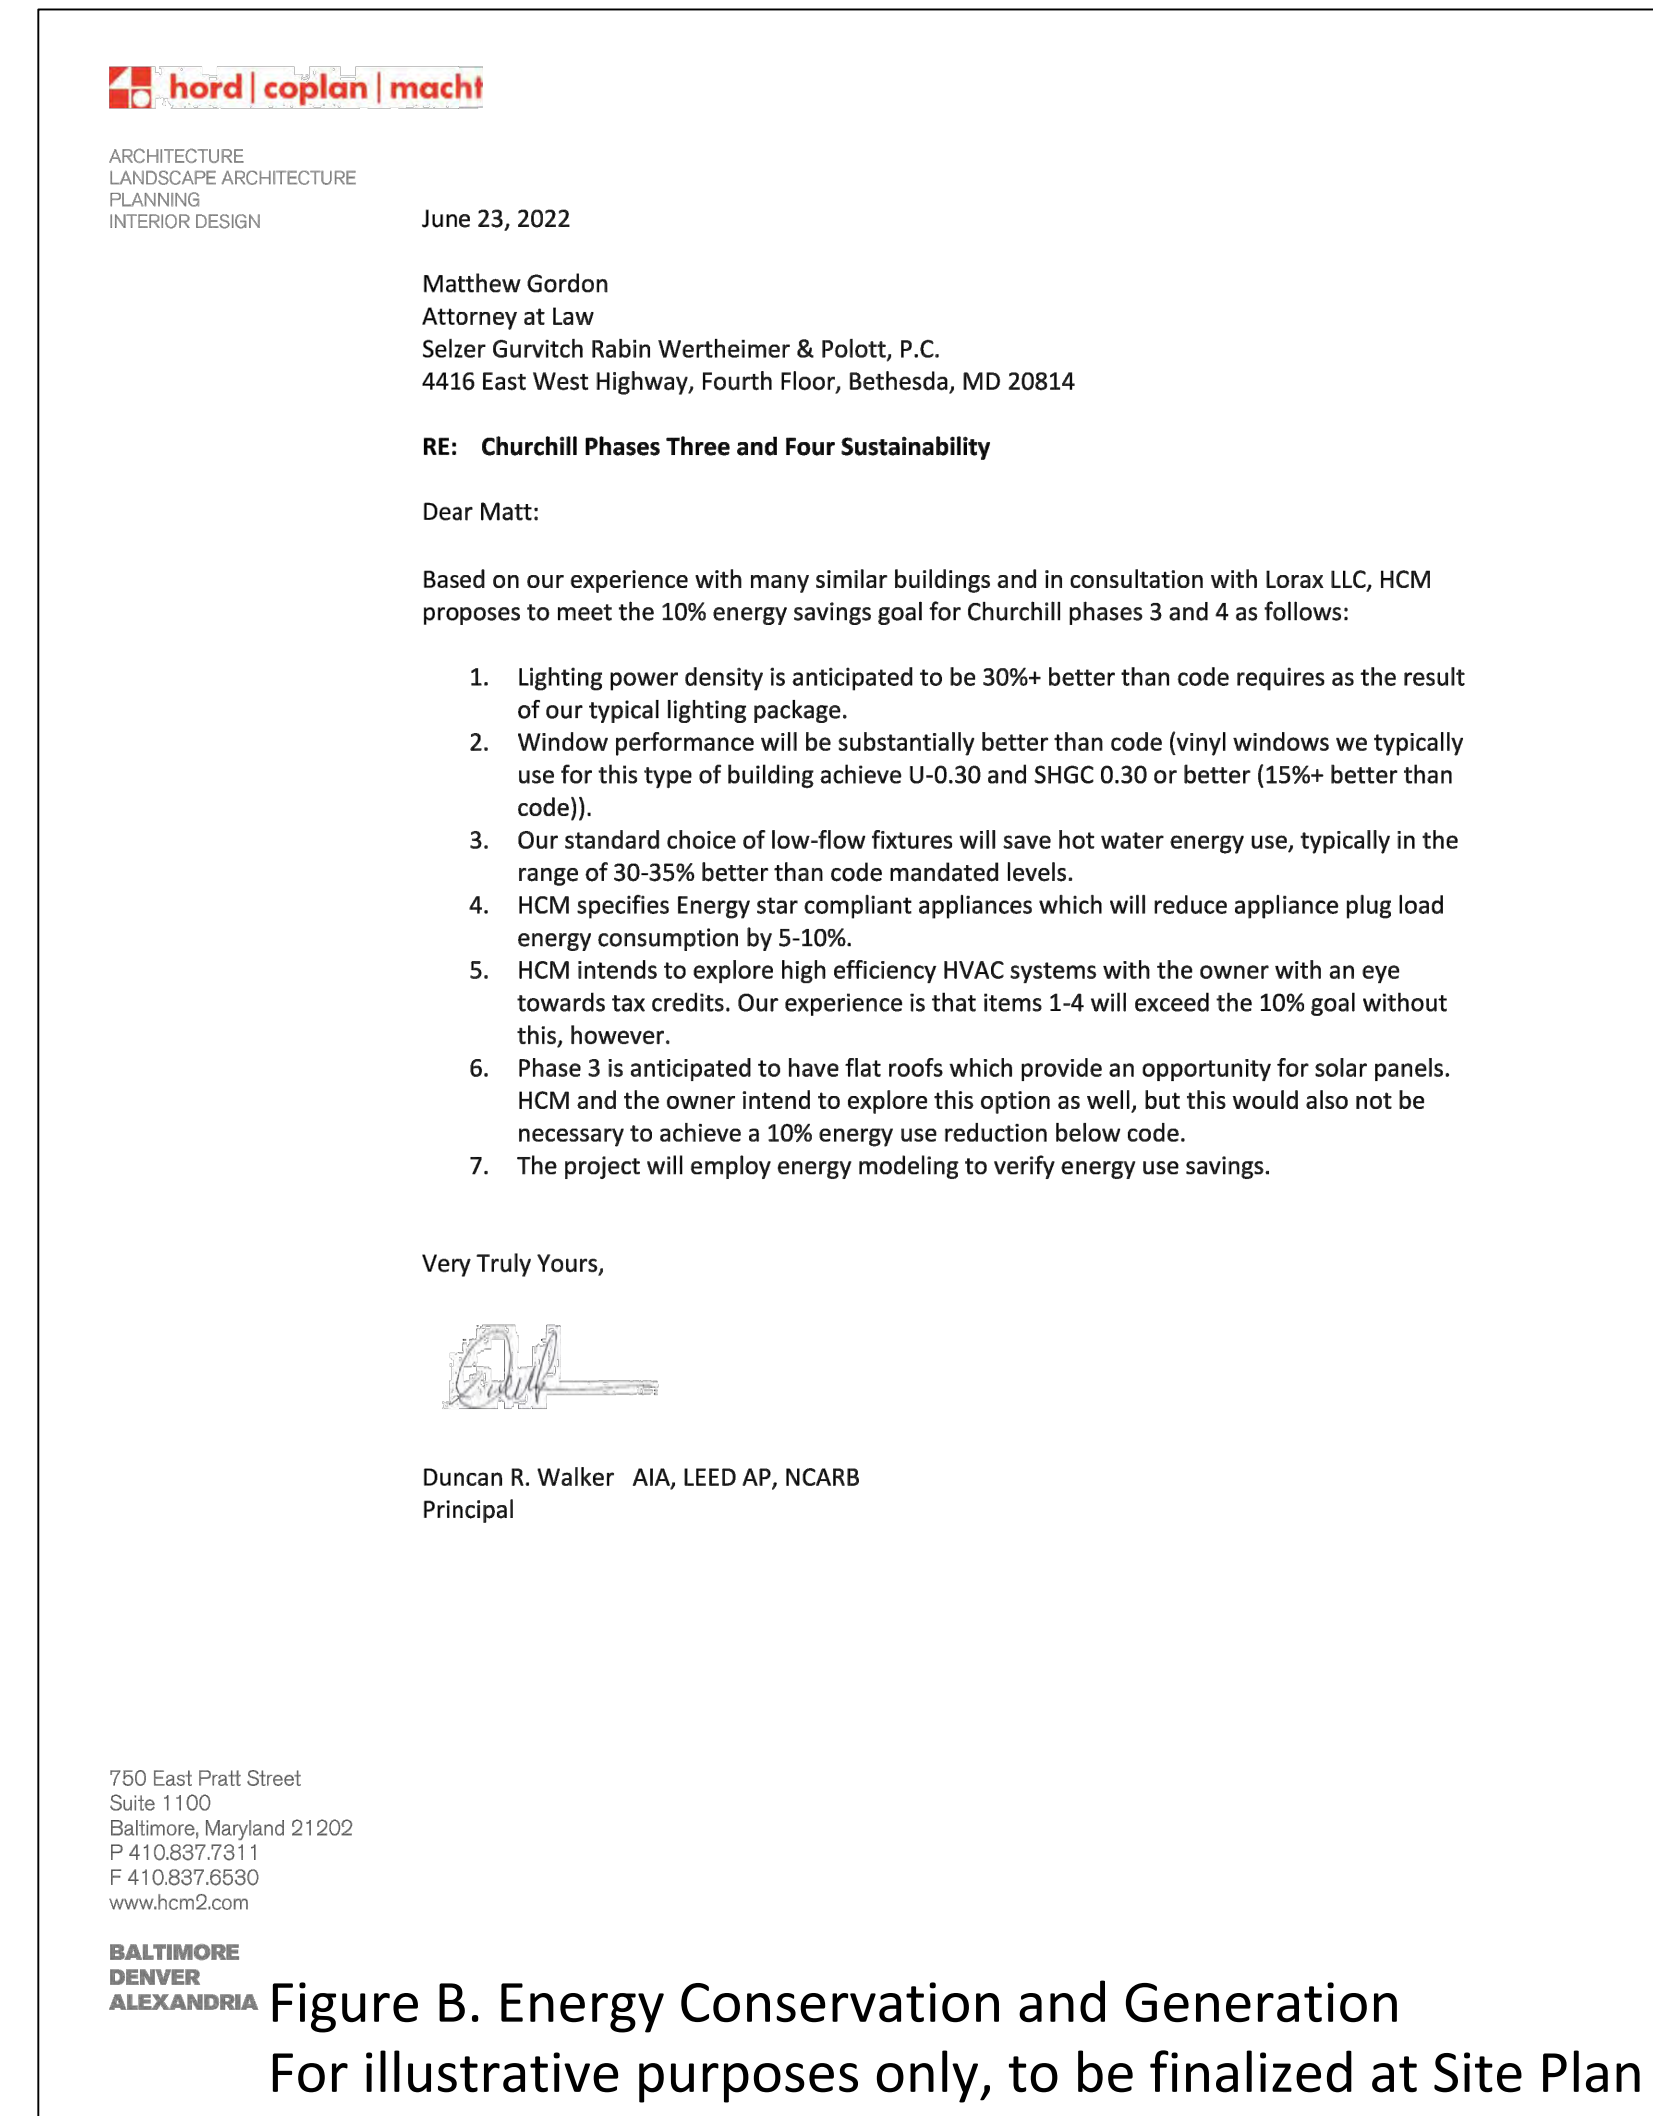 hord | coplan | macht
ARCHITECTURE
LANDSCAPE ARCHITECTURE
PLANNING
INTERIOR DESIGN
June 23, 2022
Matthew Gordon
Attorney at Law
Selzer Gurvitch Rabin Wertheimer & Polott, P.C.
4416 East West Highway, Fourth Floor, Bethesda, MD 20814
RE: Churchill Phases Three and Four Sustainability
Dear Matt:
Based on our experience with many similar buildings and in consultation with Lorax LLC, HCM
proposes to meet the 10% energy savings goal for Churchill phases 3 and 4 as follows:
1. Lighting power density is anticipated to be 30%+ better than code requires as the result
of our typical lighting package.
2. Window performance will be substantially better than code (vinyl windows we typically
use for this type of building achieve U-0.30 and SHGC 0.30 or better (15%+ better than
code)).
3. Our standard choice of low-flow fixtures will save hot water energy use, typically in the
range of 30-35% better than code mandated levels.
4. HCM specifies Energy star compliant appliances which will reduce appliance plug load
energy consumption by 5-10%.
5. HCM intends to explore high efficiency HVAC systems with the owner with an eye
towards tax credits. Our experience is that items 1-4 will exceed the 10% goal without
this, however.
6. Phase 3 is anticipated to have flat roofs which provide an opportunity for solar panels.
HCM and the owner intend to explore this option as well, but this would also not be
necessary to achieve a 10% energy use reduction below code.
7. The project will employ energy modeling to verify energy use savings.
Very Truly Yours,
Duncan R. Walker AIA, LEED AP, NCARB
Principal
750 East Pratt Street
Suite 1100
Baltimore, Maryland 21202
P 410.837.7311
F 410.837.6530
www.hcm2.com
BALTIMORE
DENVER
ALEXANDRIA
Figure B. Energy Conservation and Generation
For illustrative purposes only, to be finalized at Site Plan